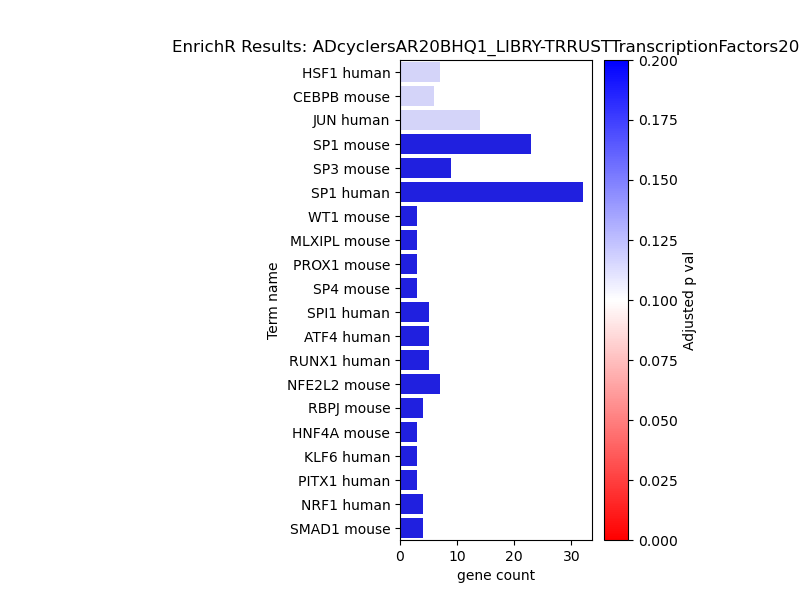 EnrichR Results: ADcyclersAR20BHQ1_LIBRY-TRRUSTTranscriptionFactors20
HSF1 human
CEBPB mouse
JUN human
SP1 mouse
SP3 mouse
SP1 human
WT1 mouse
MLXIPL mouse
PROX1 mouse
SP4 mouse
SPI1 human
ATF4 human
RUNX1 human
NFE2L2 mouse
RBPJ mouse
HNF4A mouse
KLF6 human
PITX1 human
NRF1 human
SMAD1 mouse
Term name
0 10 20 30
gene count
0.200
0.175
0.150
0.125
0.100
0.075
0.050
0.025
0.000
Adjusted p val